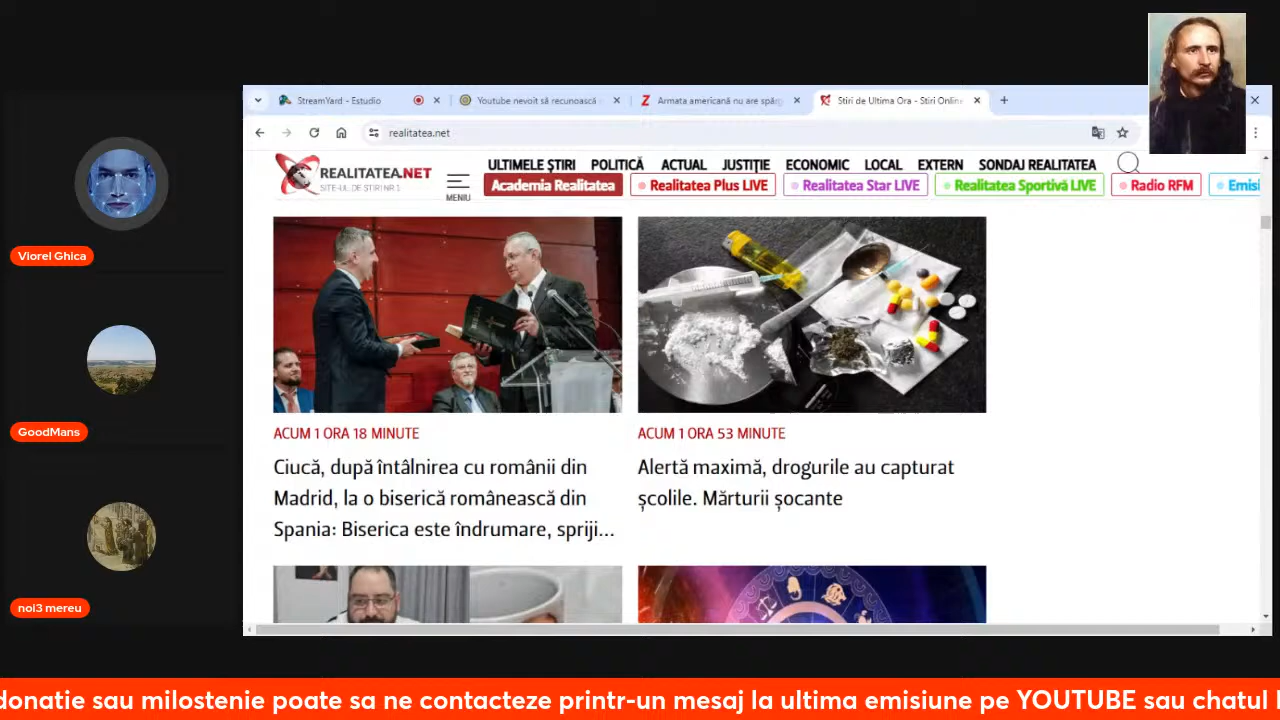 StreamYard - Estudio
Youtube nevoit să recunoască
Armata americană nu are spărg
Stiri de Ultima Ora - Stiri Online
realitatea.net
REALITATEA.NET
SITE-UL DE STIRI NR 1
MENIU
ULTIMELE ȘTIRI POLITICĂ ACTUAL JUSTIȚIE ECONOMIC LOCAL EXTERN SONDAJ REALITATEA
Academia Realitatea Realitatea Plus LIVE Realitatea Star LIVE Realitatea Sportivă LIVE Radio RFM Emisi
Viorel Ghica
GoodMans
noi3 mereu
ACUM 1 ORA 18 MINUTE
Ciucă, după întâlnirea cu românii din
Madrid, la o biserică românească din
Spania: Biserica este îndrumare, spriji...
ACUM 1 ORA 53 MINUTE
Alertă maximă, drogurile au capturat
școlile. Mărturii șocante
donatie sau milostenie poate sa ne contacteze printr-un mesaj la ultima emisiune pe YOUTUBE sau chatul